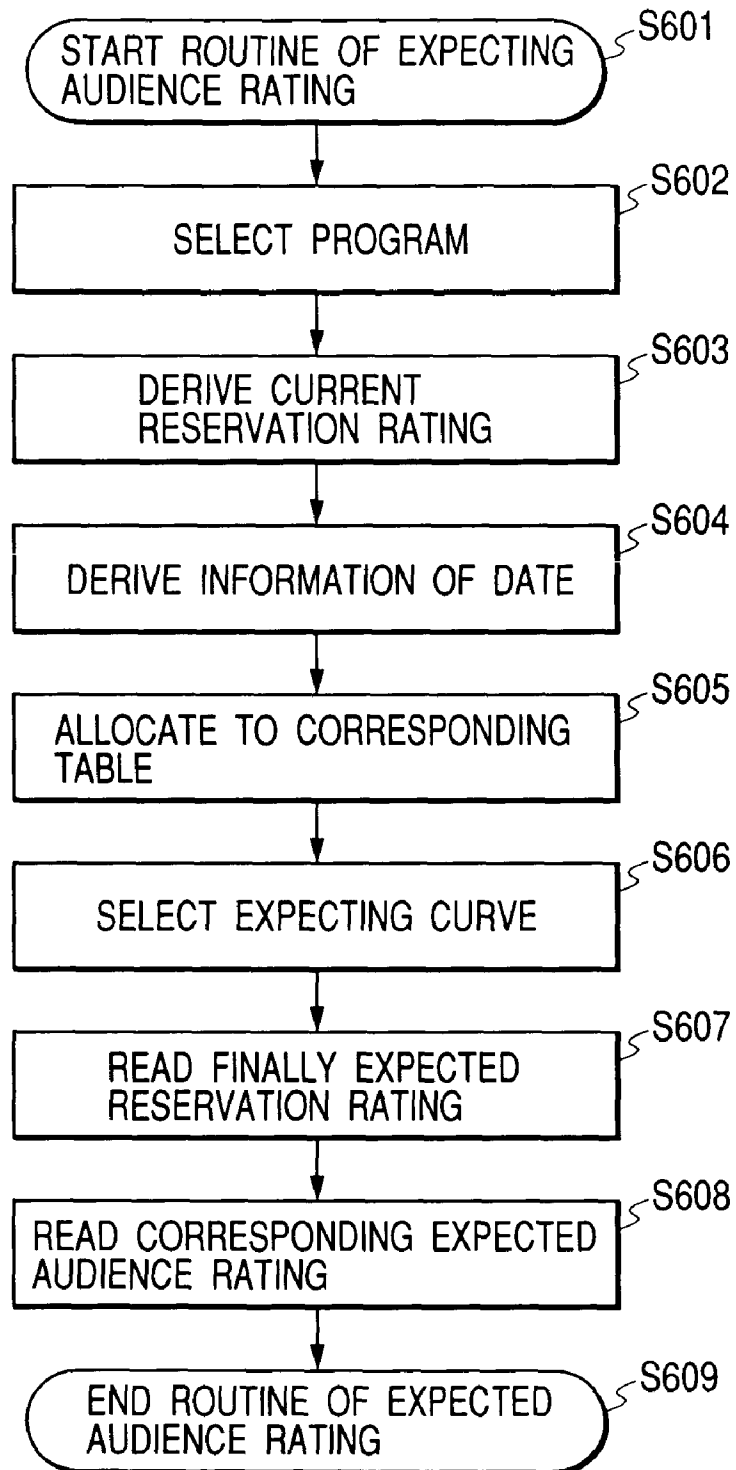 START ROUTINE OF EXPECTING
AUDIENCE RATING
S601
SELECT PROGRAM
S602
DERIVE CURRENT
RESERVATION RATING
S603
DERIVE INFORMATION OF DATE
S604
ALLOCATE TO CORRESPONDING
TABLE
S605
SELECT EXPECTING CURVE
S606
READ FINALLY EXPECTED
RESERVATION RATING
S607
READ CORRESPONDING EXPECTED
AUDIENCE RATING
S608
END ROUTINE OF EXPECTED
AUDIENCE RATING
S609